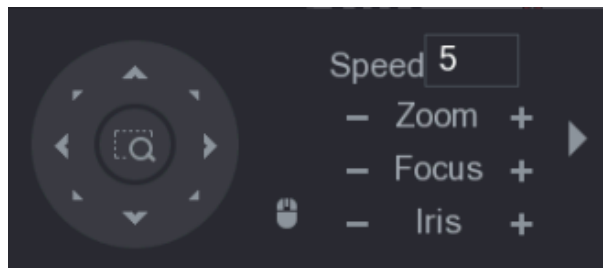 Speed 5
− Zoom +
− Focus +
− Iris +